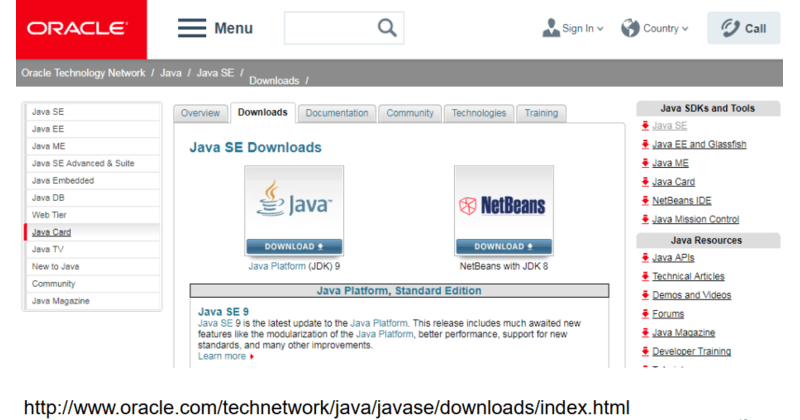 ORACLE
Menu
Sign In
Country
Call
Oracle Technology Network / Java / Java SE / Downloads /
Java SE
Java EE
Java ME
Java SE Advanced & Suite
Java Embedded
Java DB
Web Tier
Java Card
Java TV
New to Java
Community
Java Magazine
Overview
Downloads
Documentation
Community
Technologies
Training
Java SE Downloads
Java
DOWNLOAD
Java Platform (JDK) 9
NetBeans
DOWNLOAD
NetBeans with JDK 8
Java Platform, Standard Edition
Java SE 9
Java SE 9 is the latest update to the Java Platform. This release includes much awaited new
features like the modularization of the Java Platform, better performance, support for new
standards, and many other improvements.
Learn more
Java SDKs and Tools
Java SE
Java EE and Glassfish
Java ME
Java Card
NetBeans IDE
Java Mission Control
Java Resources
Java APIs
Technical Articles
Demos and Videos
Forums
Java Magazine
Developer Training
http://www.oracle.com/technetwork/java/javase/downloads/index.html